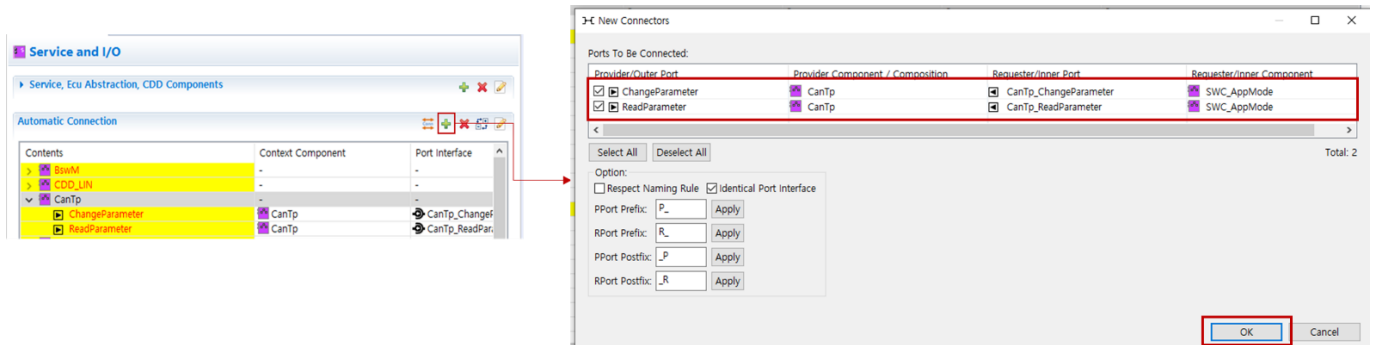 Service and I/O
Service, Ecu Abstraction, CDD Components
Automatic Connection
Contents Context Component Port Interface
BswM - -
CDD_LIN - -
CanTp - -
ChangeParameter CanTp CanTp_ChangeP
ReadParameter CanTp CanTp_ReadPar
New Connectors
Ports To Be Connected:
Provider/Outer Port Provider Component / Composition Requester/Inner Port Requester/Inner Component
ChangeParameter CanTp CanTp_ChangeParameter SWC_AppMode
ReadParameter CanTp CanTp_ReadParameter SWC_AppMode
Select All Deselect All Total: 2
Option:
Respect Naming Rule Identical Port Interface
PPort Prefix: P_ Apply
RPort Prefix: R_ Apply
PPort Postfix: _P Apply
RPort Postfix: _R Apply
OK Cancel